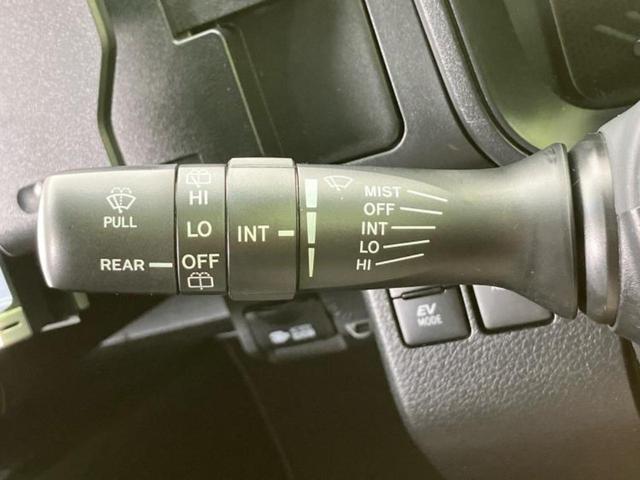 PULL
REAR
HI
LO
OFF
INT
MIST
OFF
INT
LO
HI
EV
MODE